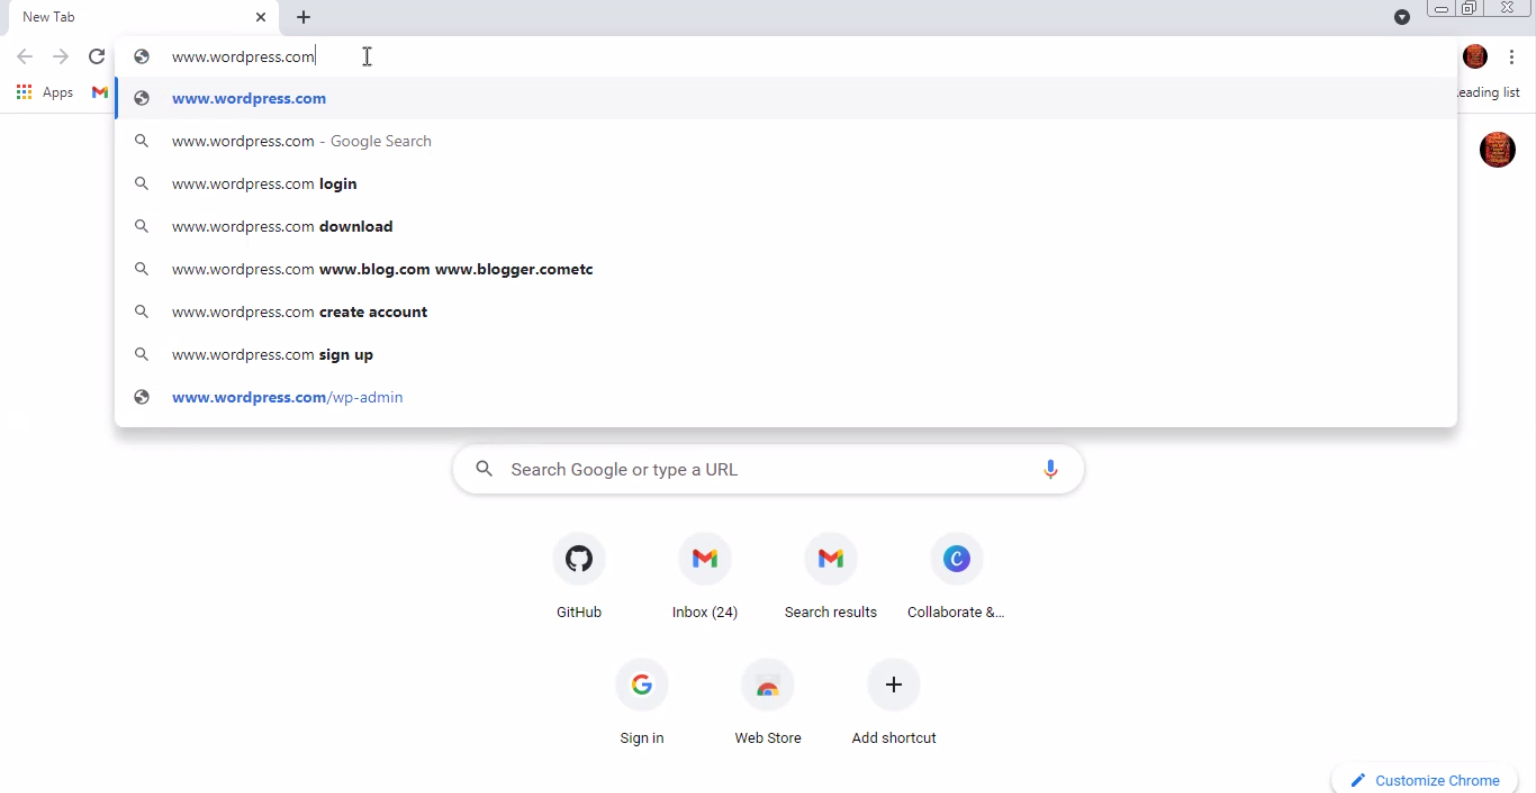 New Tab
www.wordpress.com
Apps
www.wordpress.com
eading list
www.wordpress.com - Google Search
www.wordpress.com login
www.wordpress.com download
www.wordpress.com www.blog.com www.blogger.cometc
www.wordpress.com create account
www.wordpress.com sign up
www.wordpress.com/wp-admin
Search Google or type a URL
GitHub
Inbox (24)
Search results
Collaborate &...
Sign in
Web Store
Add shortcut
Customize Chrome